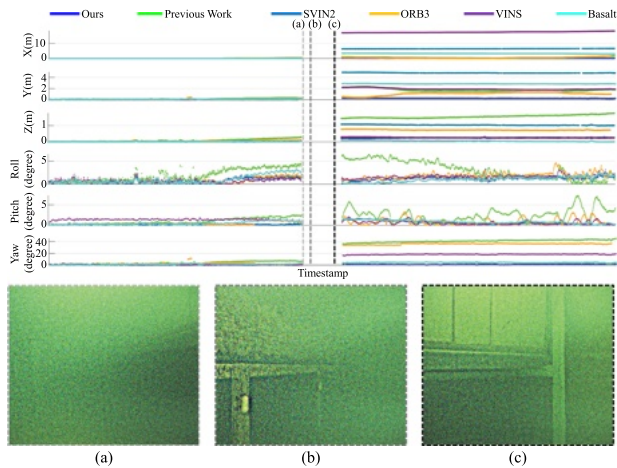 Ours Previous Work SVIN2 ORB3 VINS Basalt
(a) (b) (c)
X(m)
10
0
Y(m)
4
2
0
Z(m)
1
0
Roll
(degree)
5
0
Pitch
(degree)
5
0
Yaw
(degree)
40
20
0
Timestamp
(a) (b) (c)